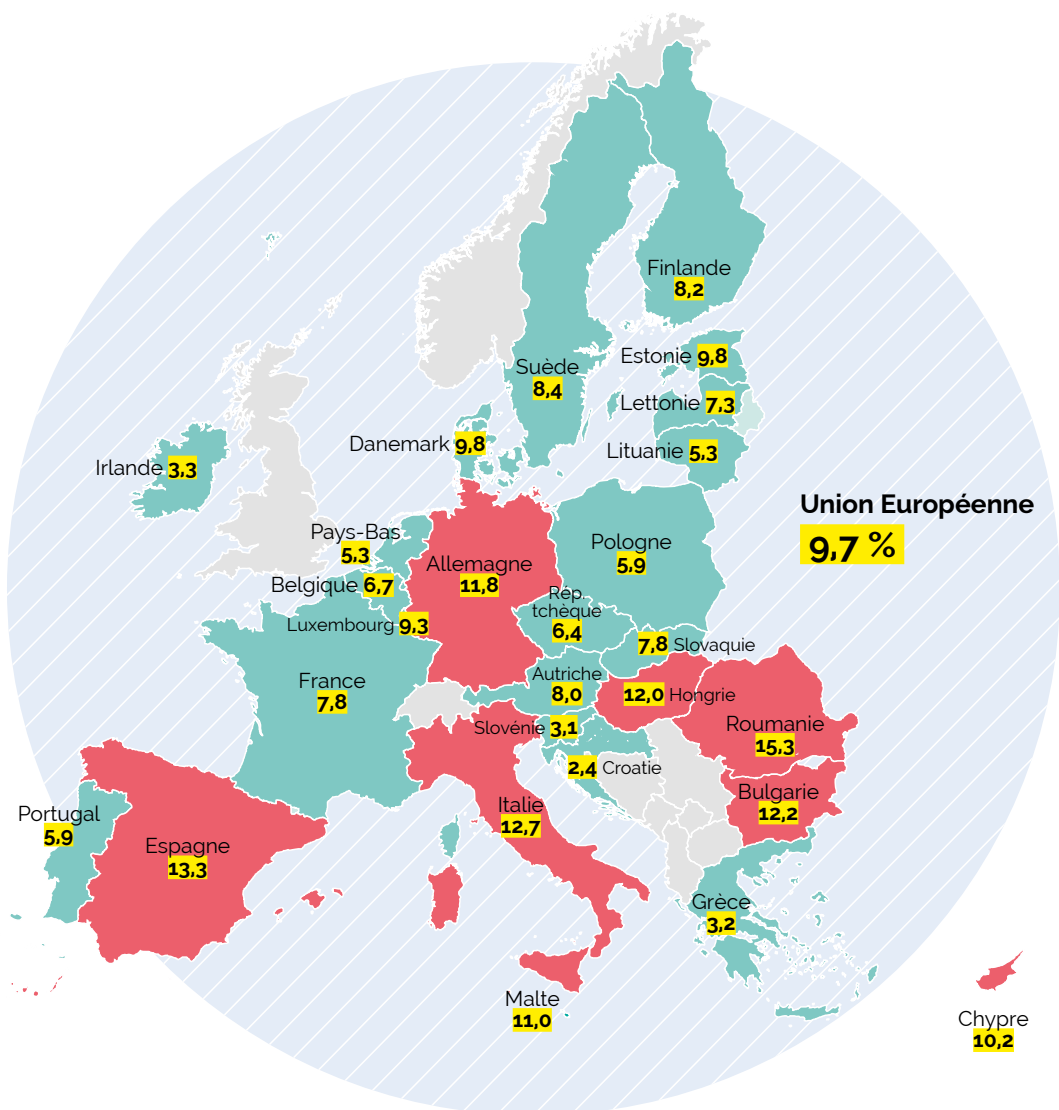 Finlande
8,2
Suède
8,4
Estonie 9,8
Lettonie 7,3
Lituanie 5,3
Danemark 9,8
Irlande 3,3
Union Européenne
9,7 %
Pays-Bas
5,3
Allemagne
11,8
Pologne
5,9
Belgique 6,7
Luxembourg 9,3
Rép.
tchèque
6,4
7,8 Slovaquie
France
7,8
Autriche
8,0
12,0 Hongrie
Slovénie 3,1
Roumanie
15,3
2,4 Croatie
Bulgarie
12,2
Italie
12,7
Portugal
5,9
Espagne
13,3
Grèce
3,2
Malte
11,0
Chypre
10,2